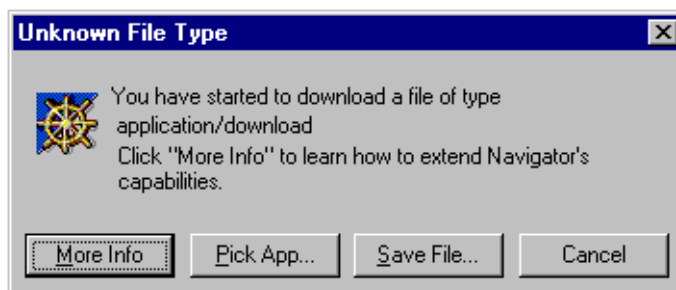 Unknown File Type
You have started to download a file of type
application/download
Click "More Info" to learn how to extend Navigator's
capabilities.
More Info
Pick App...
Save File...
Cancel